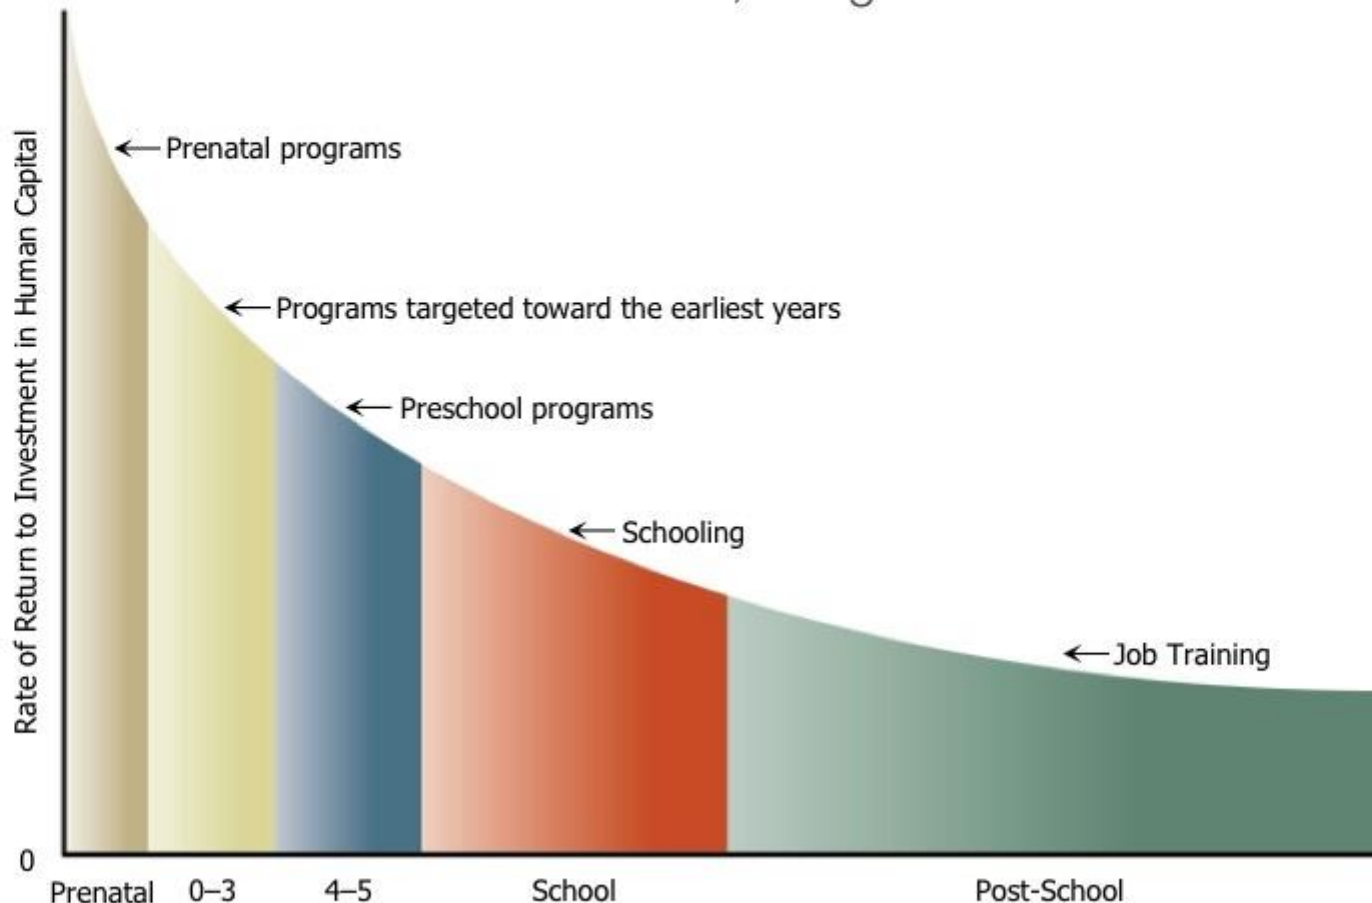 Rate of Return to Investment in Human Capital
Prenatal programs
Programs targeted toward the earliest years
Preschool programs
Schooling
Job Training
0
Prenatal 0–3 4–5 School Post-School